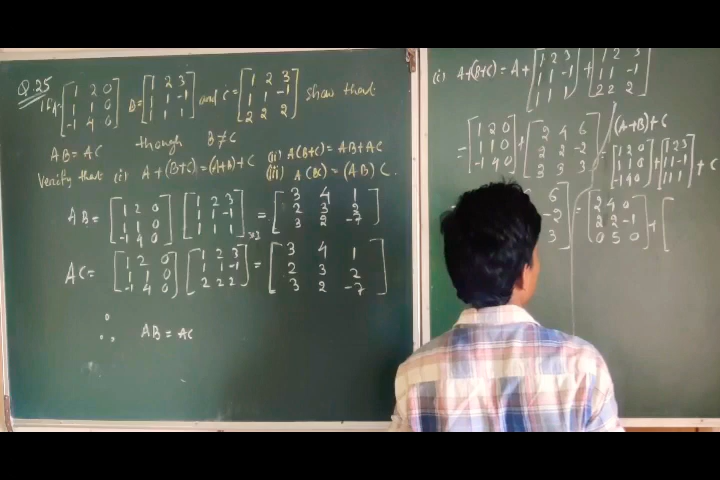 Q.25
If A= [1 2 0 B= [1 2 3 and C= [1 2 3 show that
1 1 0 1 1 -1 1 1 -1
-1 4 0] 1 1 1] 2 2 2]
AB = AC though B≠C
Verify that (i) A+(B+C) = (A+B)+C (ii) A(B+C) = AB+AC
(iii) A(BC) = (AB)C.
AB= [1 2 0 [1 2 3 = [3 4 1
1 1 0 1 1 -1 2 3 2
-1 4 0] 1 1 1] 3 2 -7]
AC= [1 2 0 [1 2 3 = [3 4 1
1 1 0 1 1 -1 2 3 2
-1 4 0] 2 2 2] 3 2 -7]
∴ AB = AC
(i) A+(B+C) = A+ [1 2 3 + [1 2 3
1 1 -1 1 1 -1
1 1 1] 2 2 2]
= [1 2 0 + [2 4 6
1 1 0 2 2 -2
-1 4 0] 3 3 3]
6
-2
3]
(A+B)+C
= [1 2 0 + [1 2 3 + C
1 1 0 1 1 -1
-1 4 0] 1 1 1]
= [2 4 0 + [
2 2 -1
0 5 0]